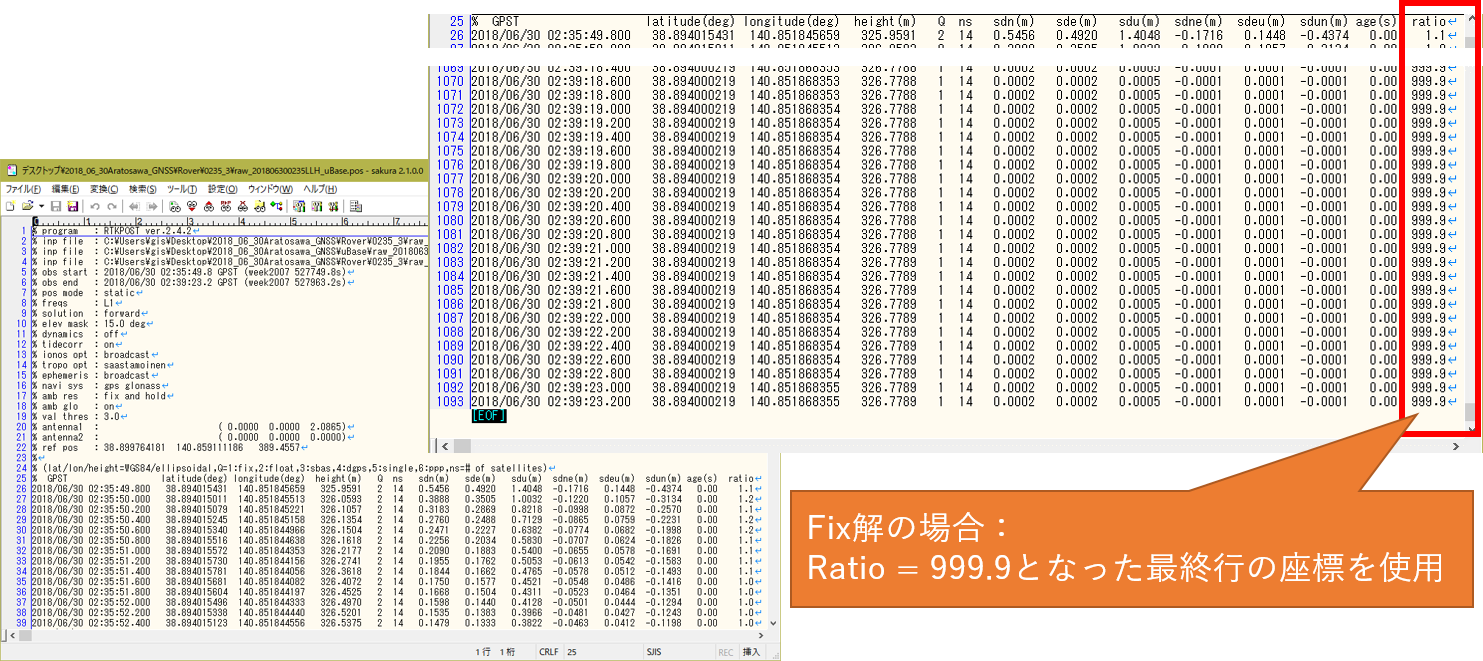 25 % GPST latitude(deg) longitude(deg) height(m) Q ns sdn(m) sde(m) sdu(m) sdne(m) sdeu(m) sdun(m) age(s) ratio
26 2018/06/30 02:35:49.800 38.894015431 140.851845659 325.9591 2 14 0.5456 0.4920 1.4048 -0.1716 0.1448 -0.4374 0.00 1.1
1069 2018/06/30 02:39:18.400 38.894000219 140.851868353 326.7788 1 14 0.0002 0.0002 0.0005 -0.0001 0.0001 -0.0001 0.00 999.9
1070 2018/06/30 02:39:18.600 38.894000219 140.851868353 326.7788 1 14 0.0002 0.0002 0.0005 -0.0001 0.0001 -0.0001 0.00 999.9
1071 2018/06/30 02:39:18.800 38.894000219 140.851868353 326.7788 1 14 0.0002 0.0002 0.0005 -0.0001 0.0001 -0.0001 0.00 999.9
1072 2018/06/30 02:39:19.000 38.894000219 140.851868354 326.7788 1 14 0.0002 0.0002 0.0005 -0.0001 0.0001 -0.0001 0.00 999.9
1073 2018/06/30 02:39:19.200 38.894000219 140.851868354 326.7788 1 14 0.0002 0.0002 0.0005 -0.0001 0.0001 -0.0001 0.00 999.9
1074 2018/06/30 02:39:19.400 38.894000219 140.851868354 326.7788 1 14 0.0002 0.0002 0.0005 -0.0001 0.0001 -0.0001 0.00 999.9
1075 2018/06/30 02:39:19.600 38.894000219 140.851868354 326.7788 1 14 0.0002 0.0002 0.0005 -0.0001 0.0001 -0.0001 0.00 999.9
1076 2018/06/30 02:39:19.800 38.894000219 140.851868354 326.7788 1 14 0.0002 0.0002 0.0005 -0.0001 0.0001 -0.0001 0.00 999.9
1077 2018/06/30 02:39:20.000 38.894000219 140.851868354 326.7788 1 14 0.0002 0.0002 0.0005 -0.0001 0.0001 -0.0001 0.00 999.9
1078 2018/06/30 02:39:20.200 38.894000219 140.851868354 326.7788 1 14 0.0002 0.0002 0.0005 -0.0001 0.0001 -0.0001 0.00 999.9
1079 2018/06/30 02:39:20.400 38.894000219 140.851868354 326.7788 1 14 0.0002 0.0002 0.0005 -0.0001 0.0001 -0.0001 0.00 999.9
1080 2018/06/30 02:39:20.600 38.894000219 140.851868354 326.7788 1 14 0.0002 0.0002 0.0005 -0.0001 0.0001 -0.0001 0.00 999.9
1081 2018/06/30 02:39:20.800 38.894000219 140.851868354 326.7788 1 14 0.0002 0.0002 0.0005 -0.0001 0.0001 -0.0001 0.00 999.9
1082 2018/06/30 02:39:21.000 38.894000219 140.851868354 326.7788 1 14 0.0002 0.0002 0.0005 -0.0001 0.0001 -0.0001 0.00 999.9
1083 2018/06/30 02:39:21.200 38.894000219 140.851868354 326.7789 1 14 0.0002 0.0002 0.0005 -0.0001 0.0001 -0.0001 0.00 999.9
1084 2018/06/30 02:39:21.400 38.894000219 140.851868354 326.7788 1 14 0.0002 0.0002 0.0005 -0.0001 0.0001 -0.0001 0.00 999.9
1085 2018/06/30 02:39:21.600 38.894000219 140.851868354 326.7788 1 14 0.0002 0.0002 0.0005 -0.0001 0.0001 -0.0001 0.00 999.9
1086 2018/06/30 02:39:21.800 38.894000219 140.851868354 326.7789 1 14 0.0002 0.0002 0.0005 -0.0001 0.0001 -0.0001 0.00 999.9
1087 2018/06/30 02:39:22.000 38.894000219 140.851868354 326.7789 1 14 0.0002 0.0002 0.0005 -0.0001 0.0001 -0.0001 0.00 999.9
1088 2018/06/30 02:39:22.200 38.894000219 140.851868354 326.7789 1 14 0.0002 0.0002 0.0005 -0.0001 0.0001 -0.0001 0.00 999.9
1089 2018/06/30 02:39:22.400 38.894000219 140.851868354 326.7789 1 14 0.0002 0.0002 0.0005 -0.0001 0.0001 -0.0001 0.00 999.9
1090 2018/06/30 02:39:22.600 38.894000219 140.851868354 326.7789 1 14 0.0002 0.0002 0.0005 -0.0001 0.0001 -0.0001 0.00 999.9
1091 2018/06/30 02:39:22.800 38.894000219 140.851868354 326.7789 1 14 0.0002 0.0002 0.0005 -0.0001 0.0001 -0.0001 0.00 999.9
1092 2018/06/30 02:39:23.000 38.894000219 140.851868355 326.7789 1 14 0.0002 0.0002 0.0005 -0.0001 0.0001 -0.0001 0.00 999.9
1093 2018/06/30 02:39:23.200 38.894000219 140.851868355 326.7789 1 14 0.0002 0.0002 0.0005 -0.0001 0.0001 -0.0001 0.00 999.9
[EOF]
デスクトップ¥2018_06_30Aratosawa_GNSS¥Rover¥0235_3¥raw_201806300235LLH_uBase.pos - sakura 2.1.0.0
ファイル(F) 編集(E) 変換(C) 検索(S) ツール(T) 設定(O) ウィンドウ(W) ヘルプ(H)
0 1 2 3 4 5 6 7
1 % program : RTKPOST ver.2.4.2
2 % inp file : C:¥Users¥gis¥Desktop¥2018_06_30Aratosawa_GNSS¥Rover¥0235_3¥raw_
3 % inp file : C:¥Users¥gis¥Desktop¥2018_06_30Aratosawa_GNSS¥uBase¥raw_2018063
4 % inp file : C:¥Users¥gis¥Desktop¥2018_06_30Aratosawa_GNSS¥Rover¥0235_3¥raw_
5 % obs start : 2018/06/30 02:35:49.8 GPST (week2007 527749.8s)
6 % obs end : 2018/06/30 02:39:23.2 GPST (week2007 527963.2s)
7 % pos mode : static
8 % freqs : L1
9 % solution : forward
10 % elev mask : 15.0 deg
11 % dynamics : off
12 % tidecorr : on
13 % ionos opt : broadcast
14 % tropo opt : saastamoinen
15 % ephemeris : broadcast
16 % navi sys : gps glonass
17 % amb res : fix and hold
18 % amb glo : on
19 % val thres : 3.0
20 % antenna1 : ( 0.0000 0.0000 2.0865)
21 % antenna2 : ( 0.0000 0.0000 0.0000)
22 % ref pos : 38.899764181 140.859111186 389.4557
23 %
24 % (lat/lon/height=WGS84/ellipsoidal,Q=1:fix,2:float,3:sbas,4:dgps,5:single,6:ppp,ns=# of satellites)
25 % GPST latitude(deg) longitude(deg) height(m) Q ns sdn(m) sde(m) sdu(m) sdne(m) sdeu(m) sdun(m) age(s) ratio
26 2018/06/30 02:35:49.800 38.894015431 140.851845659 325.9591 2 14 0.5456 0.4920 1.4048 -0.1716 0.1448 -0.4374 0.00 1.1
27 2018/06/30 02:35:50.000 38.894015011 140.851845513 326.0593 2 14 0.3888 0.3505 1.0032 -0.1220 0.1057 -0.3134 0.00 1.2
28 2018/06/30 02:35:50.200 38.894015079 140.851845221 326.1057 2 14 0.3183 0.2869 0.8218 -0.0998 0.0872 -0.2570 0.00 1.1
29 2018/06/30 02:35:50.400 38.894015245 140.851845158 326.1354 2 14 0.2760 0.2488 0.7129 -0.0865 0.0759 -0.2231 0.00 1.2
30 2018/06/30 02:35:50.600 38.894015340 140.851844966 326.1504 2 14 0.2471 0.2227 0.6382 -0.0774 0.0682 -0.1998 0.00 1.2
31 2018/06/30 02:35:50.800 38.894015516 140.851844638 326.1618 2 14 0.2256 0.2034 0.5830 -0.0707 0.0624 -0.1826 0.00 1.1
32 2018/06/30 02:35:51.000 38.894015572 140.851844353 326.2177 2 14 0.2090 0.1883 0.5400 -0.0655 0.0578 -0.1691 0.00 1.1
33 2018/06/30 02:35:51.200 38.894015730 140.851844156 326.2741 2 14 0.1955 0.1762 0.5053 -0.0613 0.0542 -0.1583 0.00 1.1
34 2018/06/30 02:35:51.400 38.894015781 140.851844056 326.3618 2 14 0.1844 0.1662 0.4765 -0.0578 0.0512 -0.1493 0.00 1.1
35 2018/06/30 02:35:51.600 38.894015681 140.851844082 326.4072 2 14 0.1750 0.1577 0.4521 -0.0548 0.0486 -0.1416 0.00 1.0
36 2018/06/30 02:35:51.800 38.894015604 140.851844197 326.4525 2 14 0.1668 0.1504 0.4311 -0.0523 0.0464 -0.1351 0.00 1.0
37 2018/06/30 02:35:52.000 38.894015496 140.851844333 326.4970 2 14 0.1598 0.1440 0.4128 -0.0501 0.0444 -0.1294 0.00 1.0
38 2018/06/30 02:35:52.200 38.894015338 140.851844440 326.5201 2 14 0.1535 0.1383 0.3966 -0.0481 0.0427 -0.1243 0.00 1.0
39 2018/06/30 02:35:52.400 38.894015123 140.851844556 326.5375 2 14 0.1479 0.1333 0.3822 -0.0463 0.0412 -0.1198 0.00 1.0
1行 1桁 CRLF 25 SJIS REC 挿入
Fix解の場合：
Ratio = 999.9となった最終行の座標を使用